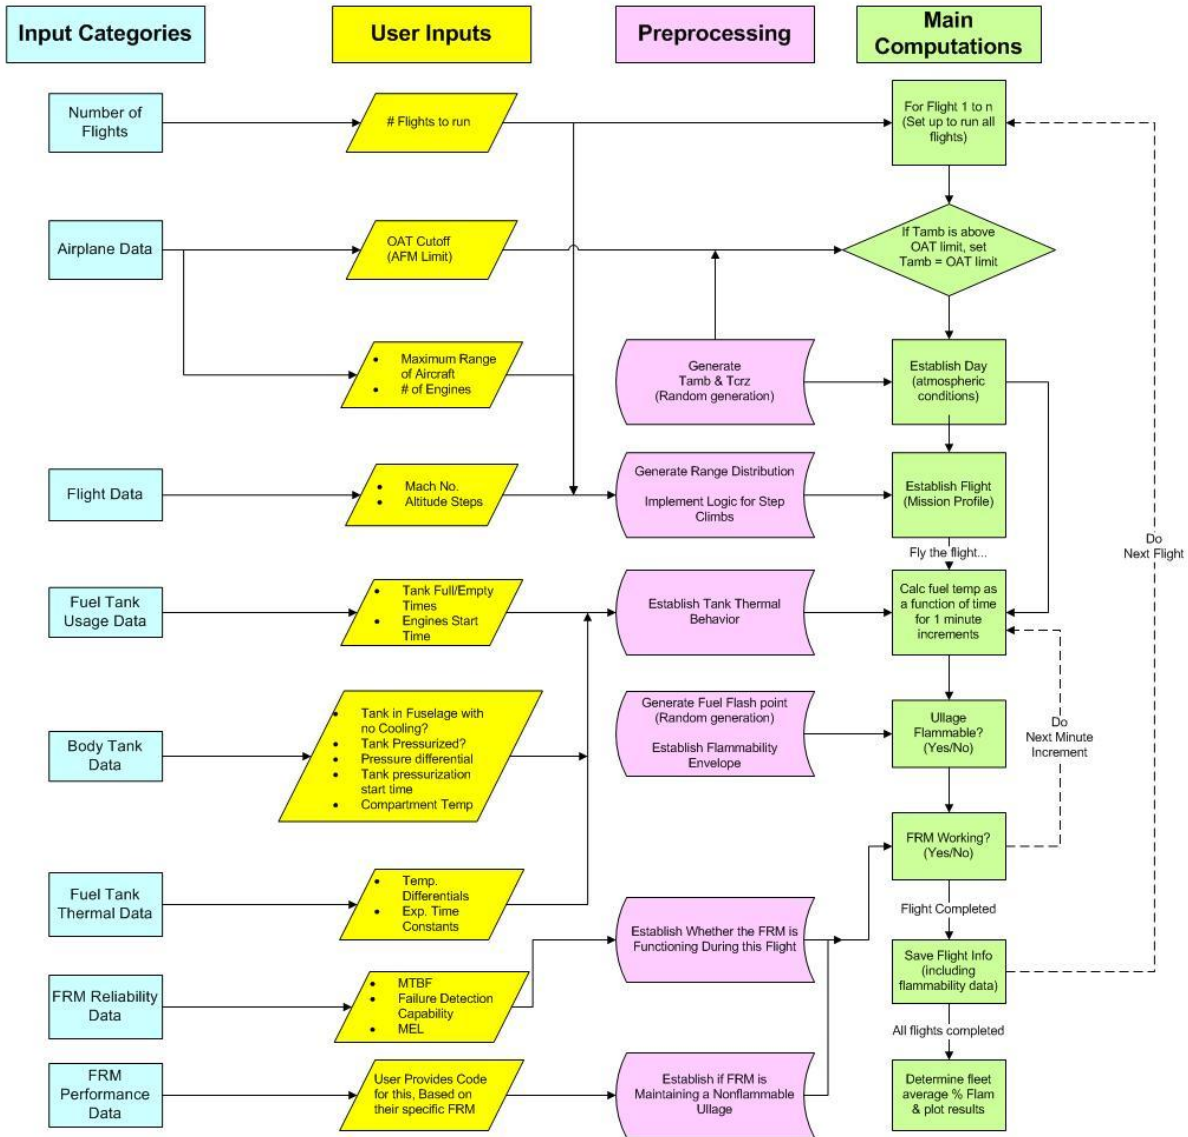 Input Categories
User Inputs
Preprocessing
Main
Computations
Number of
Flights
# Flights to run
For Flight 1 to n
(Set up to run all
flights)
Airplane Data
OAT Cutoff
(AFM Limit)
If Tamb is above
OAT limit, set
Tamb = OAT limit
• Maximum Range
of Aircraft
• # of Engines
Generate
Tamb & Tcrz
(Random generation)
Establish Day
(atmospheric
conditions)
Flight Data
• Mach No.
• Altitude Steps
Generate Range Distribution
Implement Logic for Step
Climbs
Establish Flight
(Mission Profile)
Do
Next Flight
Fly the flight...
Fuel Tank
Usage Data
• Tank Full/Empty
Times
• Engines Start
Time
Establish Tank Thermal
Behavior
Calc fuel temp as
a function of time
for 1 minute
increments
Body Tank
Data
• Tank in Fuselage with
no Cooling?
• Tank Pressurized?
• Pressure differential
• Tank pressurization
start time
• Compartment Temp
Generate Fuel Flash point
(Random generation)
Establish Flammability
Envelope
Ullage
Flammable?
(Yes/No)
Do
Next Minute
Increment
FRM Working?
(Yes/No)
Fuel Tank
Thermal Data
• Temp.
Differentials
• Exp. Time
Constants
Flight Completed
Establish Whether the FRM is
Functioning During this Flight
Save Flight Info
(including
flammability data)
FRM Reliability
Data
• MTBF
• Failure Detection
Capability
• MEL
All flights completed
FRM
Performance
Data
User Provides Code
for this, Based on
their specific FRM
Establish if FRM is
Maintaining a Nonflammable
Ullage
Determine fleet
average % Flam
& plot results